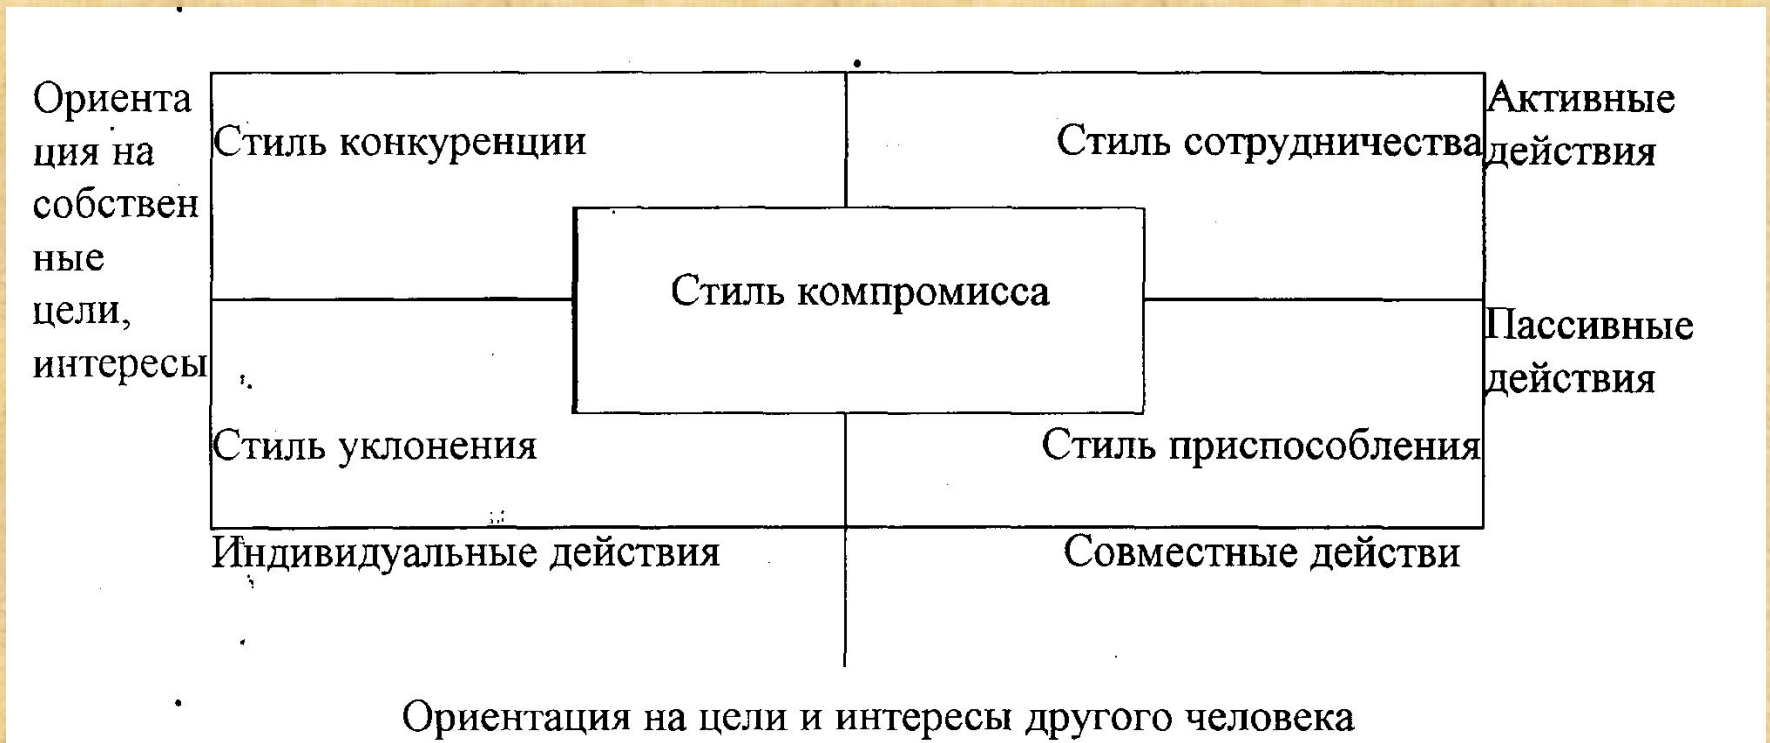 Ориента
ция на
собствен
ные
цели,
интересы
Стиль конкуренции
Стиль сотрудничества
Активные
действия
Стиль компромисса
Пассивные
действия
Стиль уклонения
Стиль приспособления
Индивидуальные действия
Совместные действи
Ориентация на цели и интересы другого человека